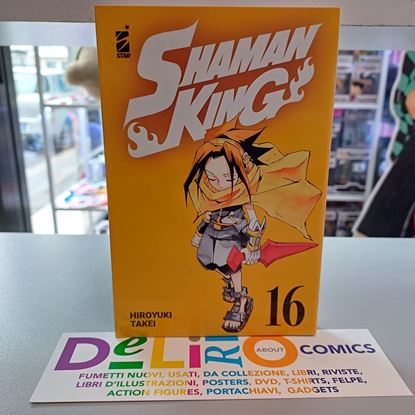 STAR
SHAMAN
KING
HIROYUKI
TAKEI
16
DeLiRIO ABOUT COMICS
FUMETTI NUOVI, USATI, DA COLLEZIONE, LIBRI, RIVISTE,
LIBRI D'ILLUSTRAZIONI, POSTERS, DVD, T-SHIRTS, FELPE,
ACTION FIGURES, PORTACHIAVI, GADGETS